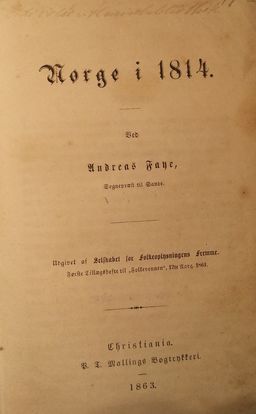 Norge i 1814.
Ved
Andreas Faye,
Sognepræst til Sande.
Udgivet af Selskabet for Folkeoplysningens Fremme.
Første Tillægshefte til „Folkevennen", 12te Aarg. 1863.
Christiania.
P. T. Mallings Bogtrykkeri.
1863.